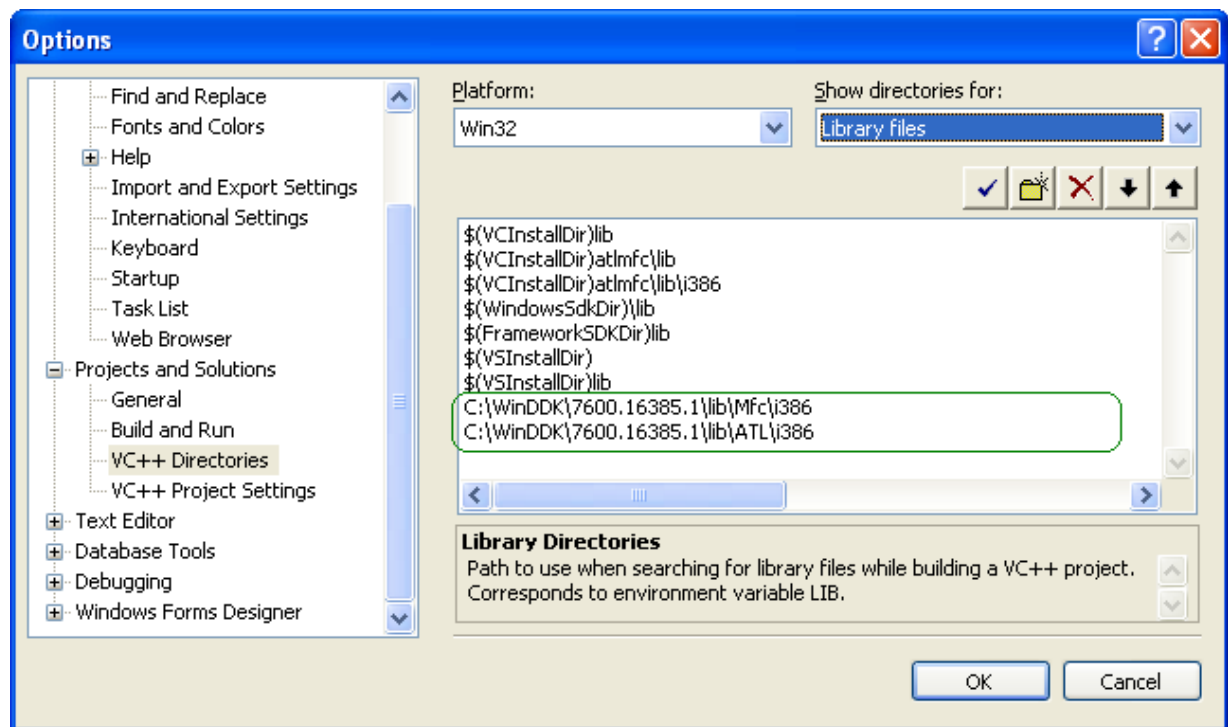 Options
Find and Replace
Fonts and Colors
Help
Import and Export Settings
International Settings
Keyboard
Startup
Task List
Web Browser
Projects and Solutions
General
Build and Run
VC++ Directories
VC++ Project Settings
Text Editor
Database Tools
Debugging
Windows Forms Designer
Platform:
Win32
Show directories for:
Library files
$(VCInstallDir)lib
$(VCInstallDir)atlmfc\lib
$(VCInstallDir)atlmfc\lib\i386
$(WindowsSdkDir)\lib
$(FrameworkSDKDir)lib
$(VSInstallDir)
$(VSInstallDir)lib
C:\WinDDK\7600.16385.1\lib\Mfc\i386
C:\WinDDK\7600.16385.1\lib\ATL\i386
Library Directories
Path to use when searching for library files while building a VC++ project.
Corresponds to environment variable LIB.
OK
Cancel